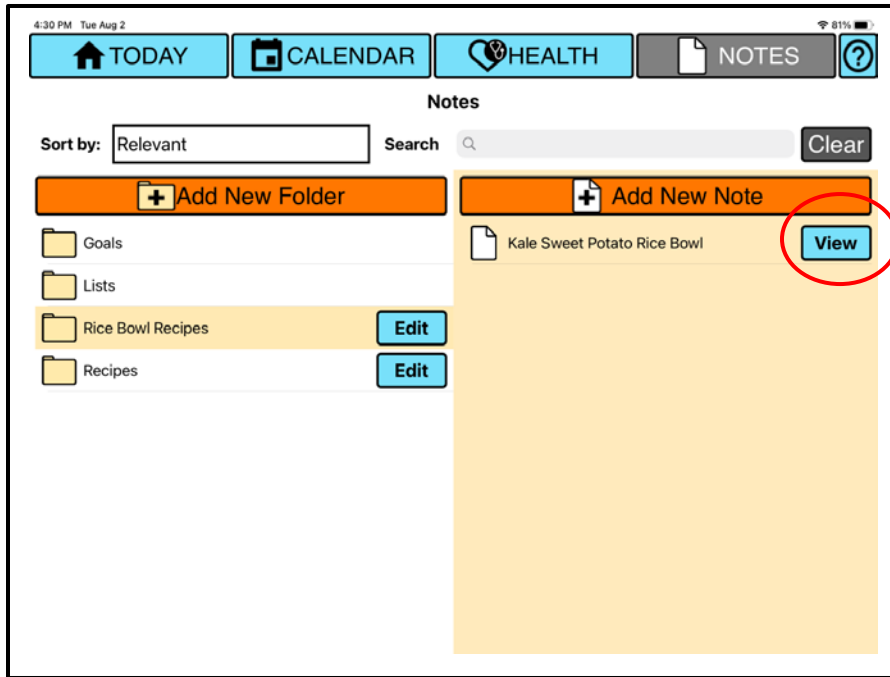 4:30 PM Tue Aug 2 81%
TODAY CALENDAR HEALTH NOTES ?
Notes
Sort by: Relevant Search Clear
Add New Folder Add New Note
Goals Kale Sweet Potato Rice Bowl View
Lists
Rice Bowl Recipes Edit
Recipes Edit